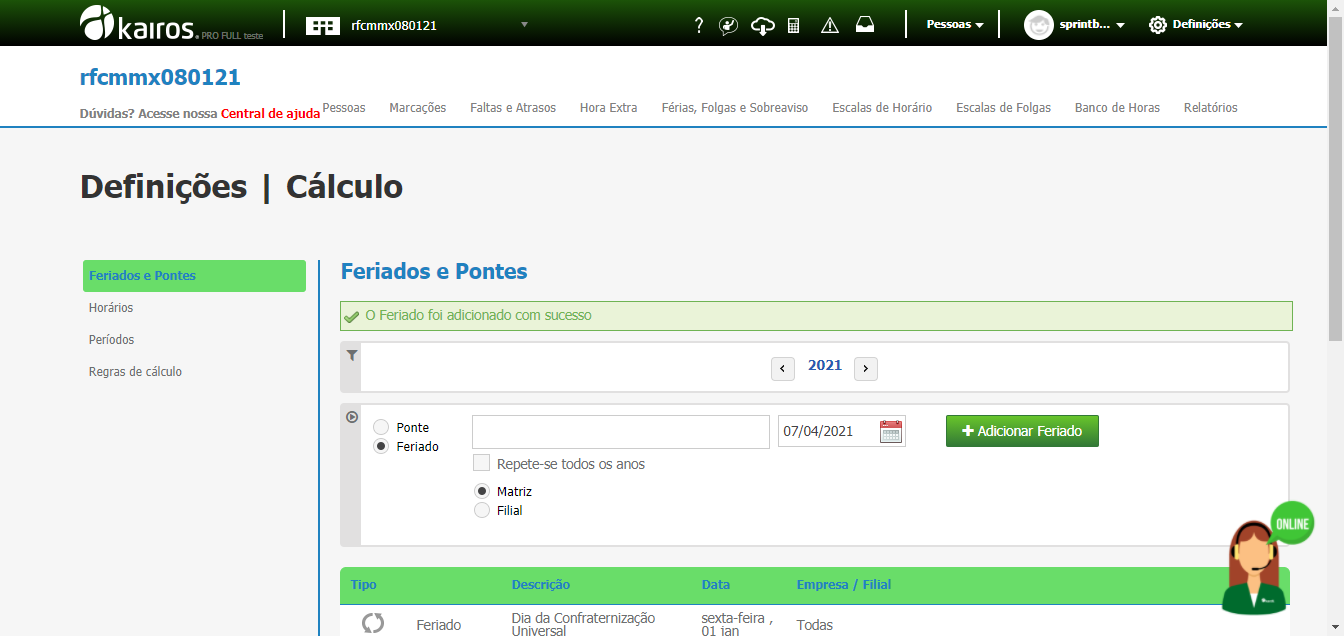 kairos. PRO FULL teste
rfcmmx080121
?
Pessoas
sprintb...
Definições
rfcmmx080121
Dúvidas? Acesse nossa Central de ajuda
Pessoas Marcações Faltas e Atrasos Hora Extra Férias, Folgas e Sobreaviso Escalas de Horário Escalas de Folgas Banco de Horas Relatórios
Definições | Cálculo
Feriados e Pontes
Horários
Períodos
Regras de cálculo
Feriados e Pontes
O Feriado foi adicionado com sucesso
< 2021 >
Ponte
Feriado
07/04/2021
+ Adicionar Feriado
Repete-se todos os anos
Matriz
Filial
ONLINE
Tipo Descrição Data Empresa / Filial
Feriado Dia da Confraternização sexta-feira , Todas
Universal 01 jan